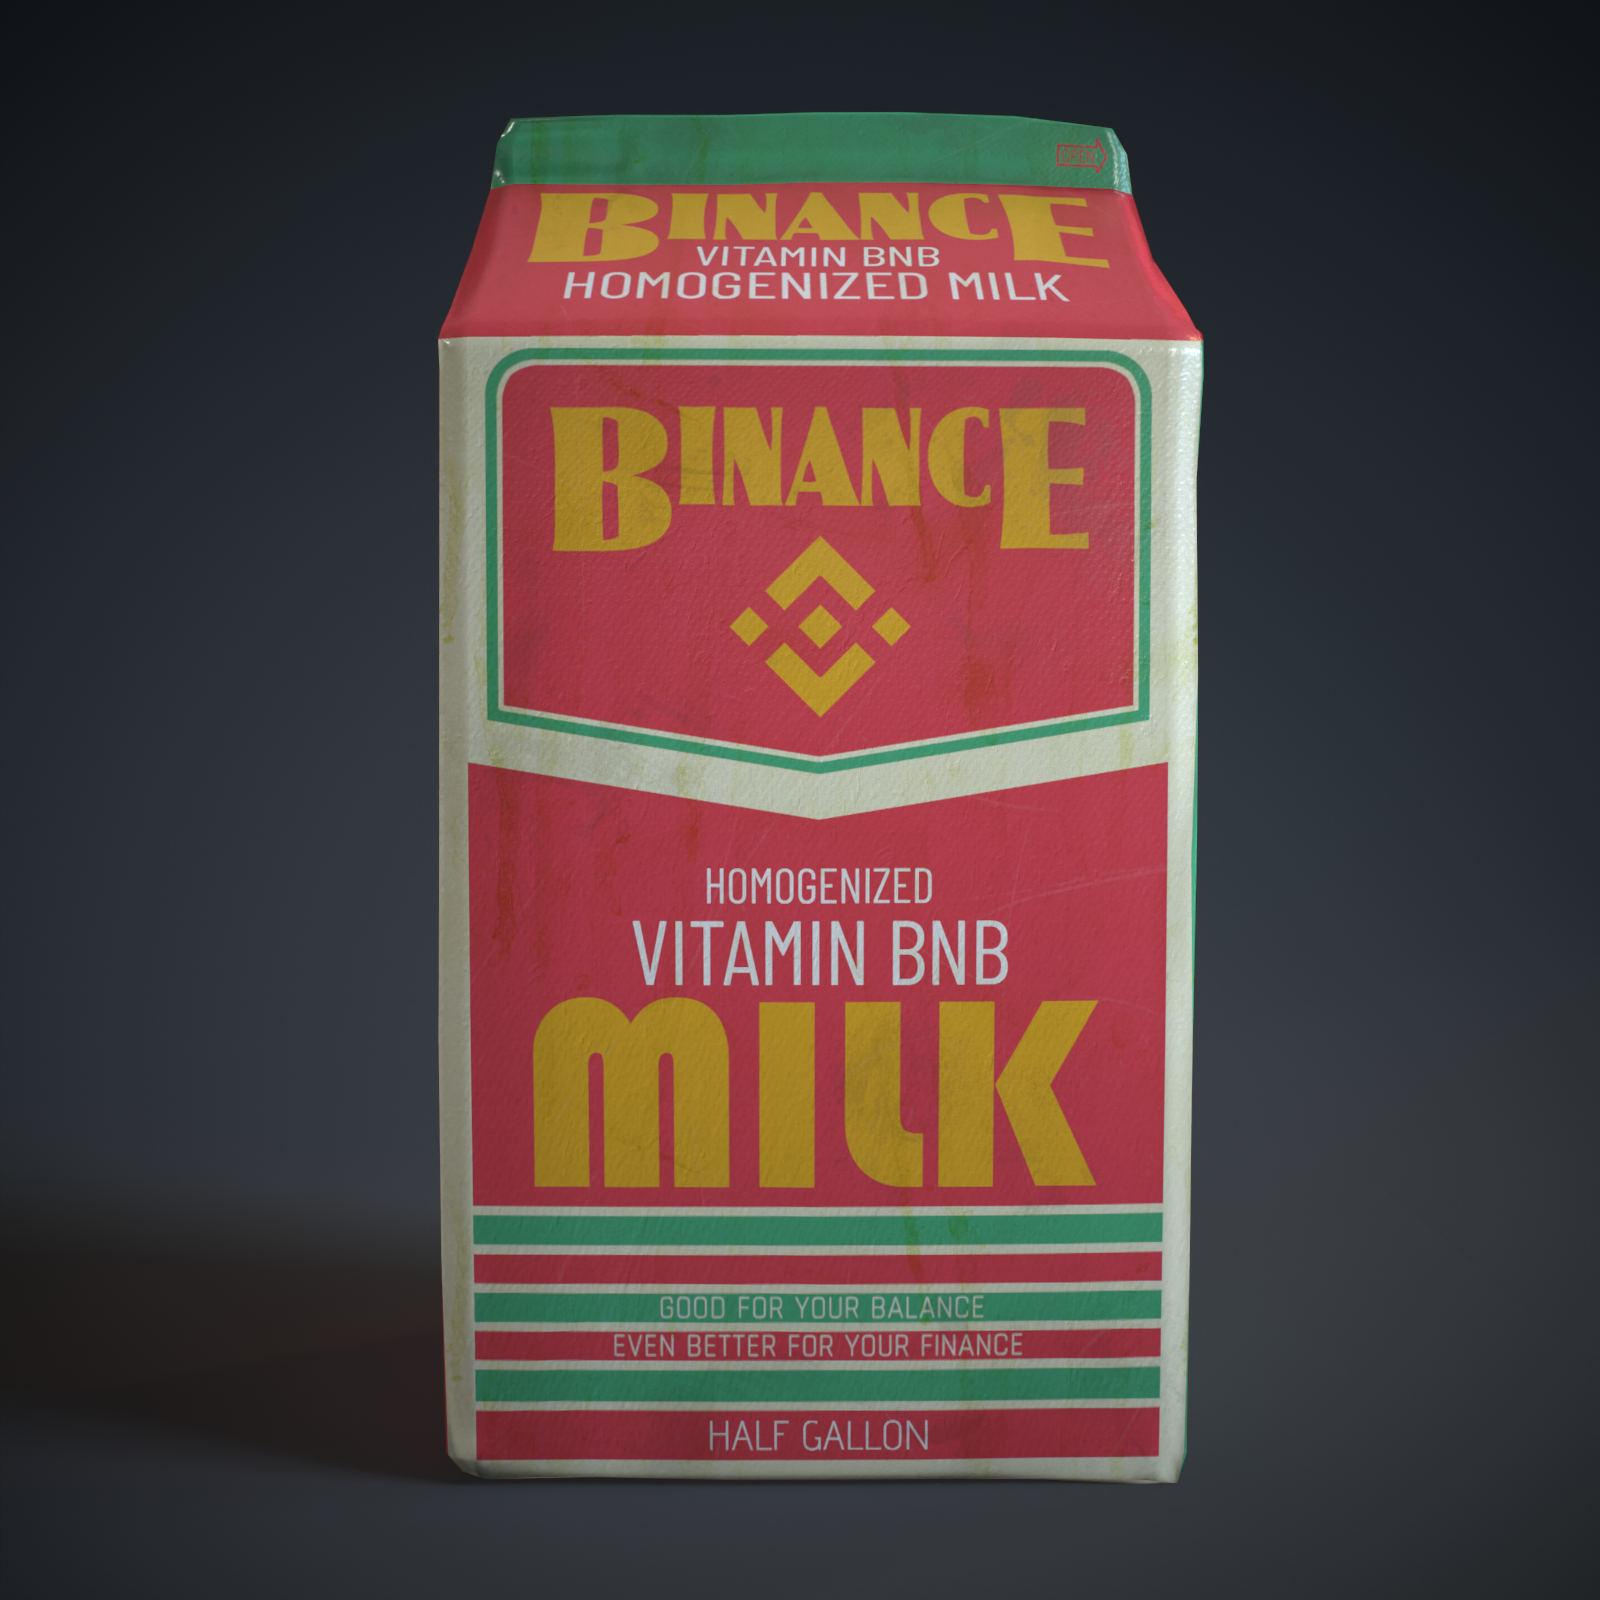 OPEN
BINANCE
VITAMIN BNB
HOMOGENIZED MILK
BINANCE
HOMOGENIZED
VITAMIN BNB
MILK
GOOD FOR YOUR BALANCE
EVEN BETTER FOR YOUR FINANCE
HALF GALLON